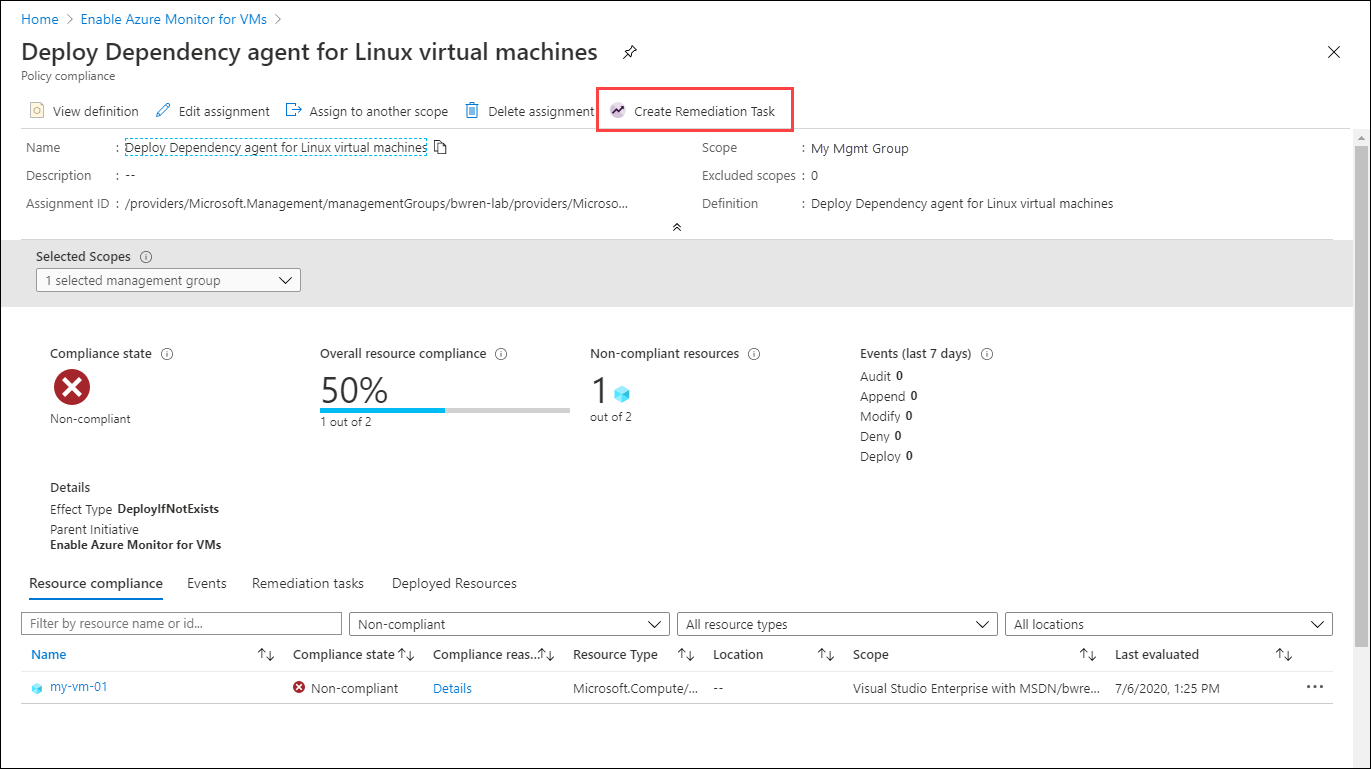 Home > Enable Azure Monitor for VMs >
Deploy Dependency agent for Linux virtual machines
Policy compliance
View definition Edit assignment Assign to another scope Delete assignment Create Remediation Task
Name : Deploy Dependency agent for Linux virtual machines Scope : My Mgmt Group
Description : -- Excluded scopes : 0
Assignment ID : /providers/Microsoft.Management/managementGroups/bwren-lab/providers/Microso... Definition : Deploy Dependency agent for Linux virtual machines
Selected Scopes
1 selected management group
Compliance state Overall resource compliance Non-compliant resources Events (last 7 days)
50% 1 Audit 0
Non-compliant 1 out of 2 out of 2 Append 0
Modify 0
Deny 0
Deploy 0
Details
Effect Type DeployIfNotExists
Parent Initiative
Enable Azure Monitor for VMs
Resource compliance Events Remediation tasks Deployed Resources
Filter by resource name or id... Non-compliant All resource types All locations
Name Compliance state Compliance reas... Resource Type Location Scope Last evaluated
my-vm-01 Non-compliant Details Microsoft.Compute/... -- Visual Studio Enterprise with MSDN/bwre... 7/6/2020, 1:25 PM ...